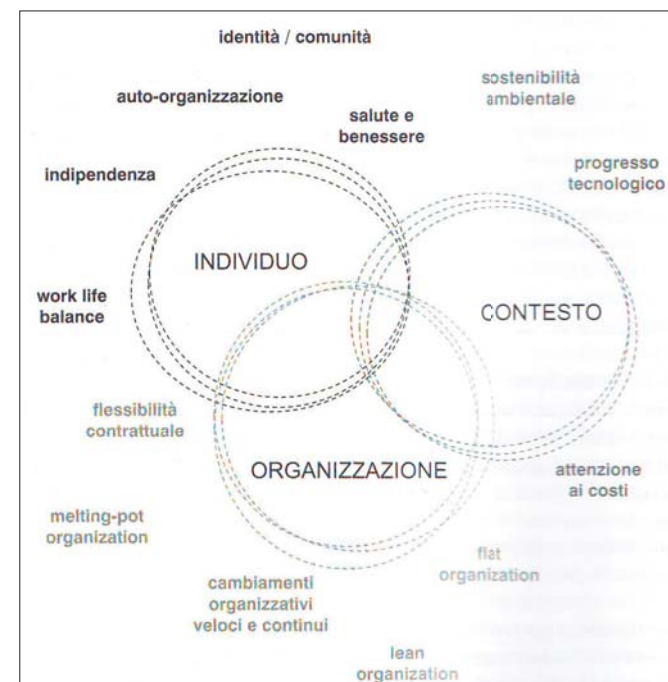 identità / comunità
auto-organizzazione
salute e
benessere
indipendenza
work life
balance
INDIVIDUO
sostenibilità
ambientale
progresso
tecnologico
CONTESTO
attenzione
ai costi
flessibilità
contrattuale
ORGANIZZAZIONE
melting-pot
organization
cambiamenti
organizzativi
veloci e continui
flat
organization
lean
organization